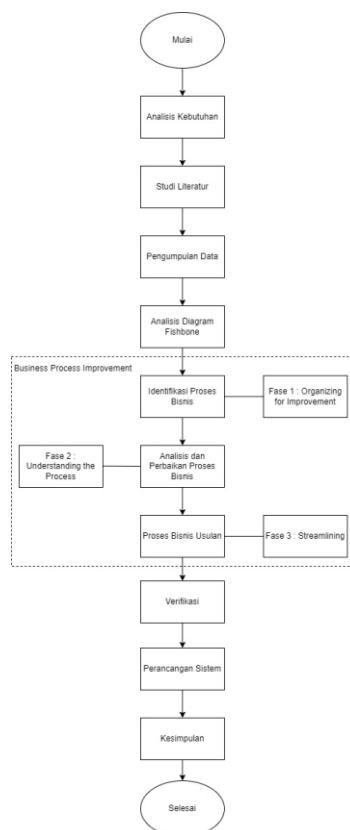 Mulai
Analisis Kebutuhan
Studi Literatur
Pengumpulan Data
Analisis Diagram
Fishbone
Business Process Improvement
Identifikasi Proses
Bisnis
Fase 1 : Organizing
for Improvement
Fase 2 :
Understanding the
Process
Analisis dan
Perbaikan Proses
Bisnis
Proses Bisnis Usulan
Fase 3 : Streamlining
Verifikasi
Perancangan Sistem
Kesimpulan
Selesai